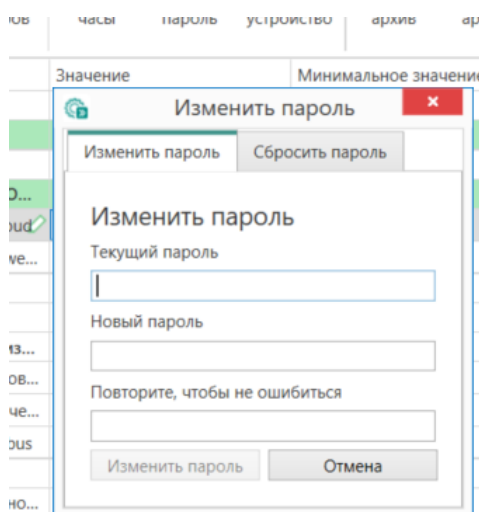 часы пароль устройство архив
Значение Минимальное значение
Изменить пароль
Изменить пароль Сбросить пароль
Изменить пароль
Текущий пароль
Новый пароль
Повторите, чтобы не ошибиться
Изменить пароль Отмена